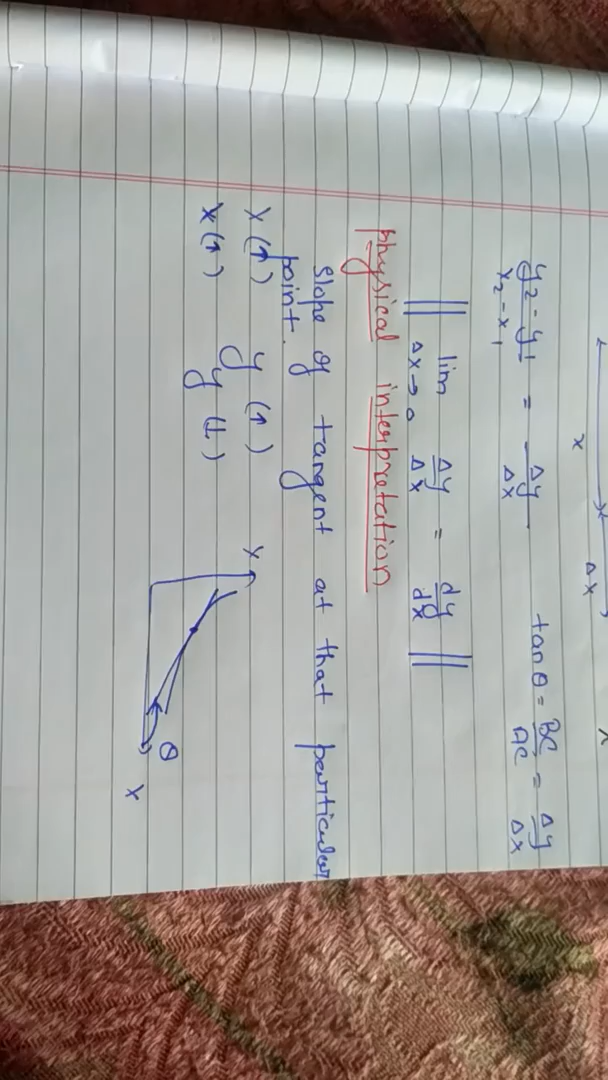 x Δx
y2 - y1 / x2 - x1 = Δy / Δx tanθ = BC / AC = Δy / Δx
|| lim Δx→0 Δy / Δx = dy / dx ||
physical interpretation
slope of tangent at that particular
point.
x (↑) y (↑)
x (↑) y (↓)
y
θ
x